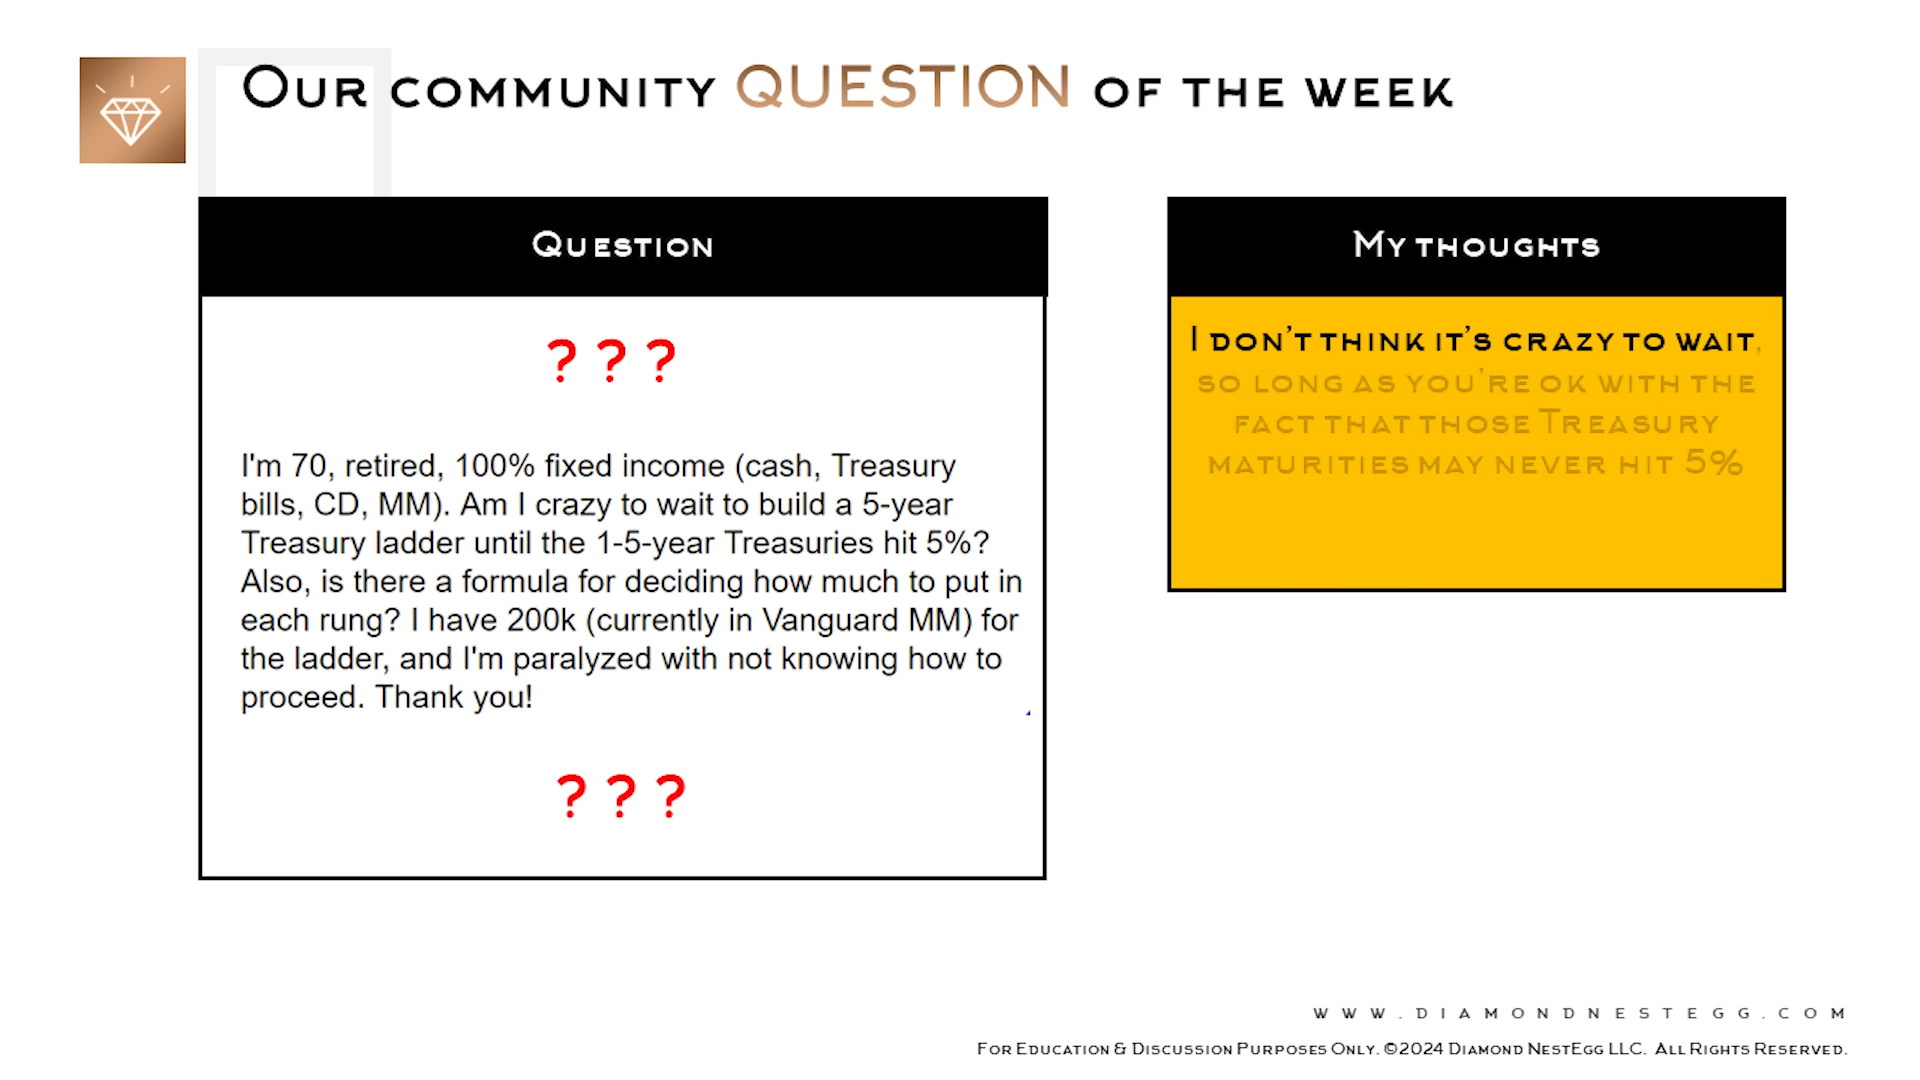 Our community QUESTION of the week
Question
? ? ?
I'm 70, retired, 100% fixed income (cash, Treasury
bills, CD, MM). Am I crazy to wait to build a 5-year
Treasury ladder until the 1-5-year Treasuries hit 5%?
Also, is there a formula for deciding how much to put in
each rung? I have 200k (currently in Vanguard MM) for
the ladder, and I'm paralyzed with not knowing how to
proceed. Thank you!
? ? ?
My thoughts
I don't think it's crazy to wait,
so long as you're ok with the
fact that those Treasury
maturities may never hit 5%
www.diamondnestegg.com
For Education & Discussion Purposes Only. ©2024 Diamond NestEgg LLC. All Rights Reserved.